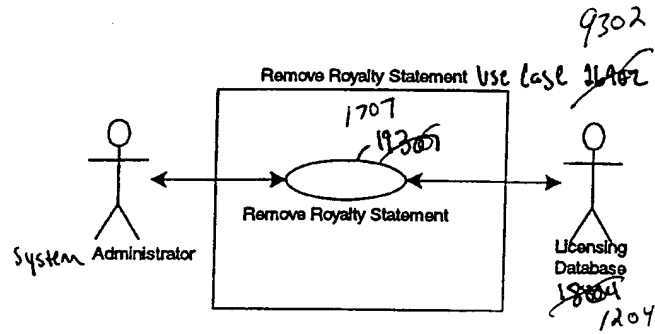 9302
Remove Royalty Statement Use Case
1707
Remove Royalty Statement
System Administrator
Licensing
Database
1204